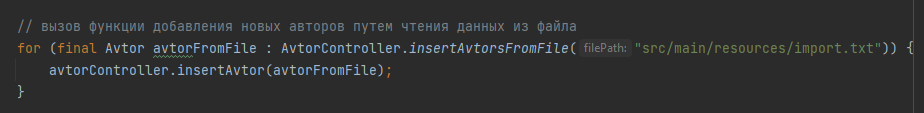 // вызов функции добавления новых авторов путем чтения данных из файла
for (final Avtor avtorFromFile : AvtorController.insertAvtorsFromFile( filePath: "src/main/resources/import.txt")) {
    avtorController.insertAvtor(avtorFromFile);
}